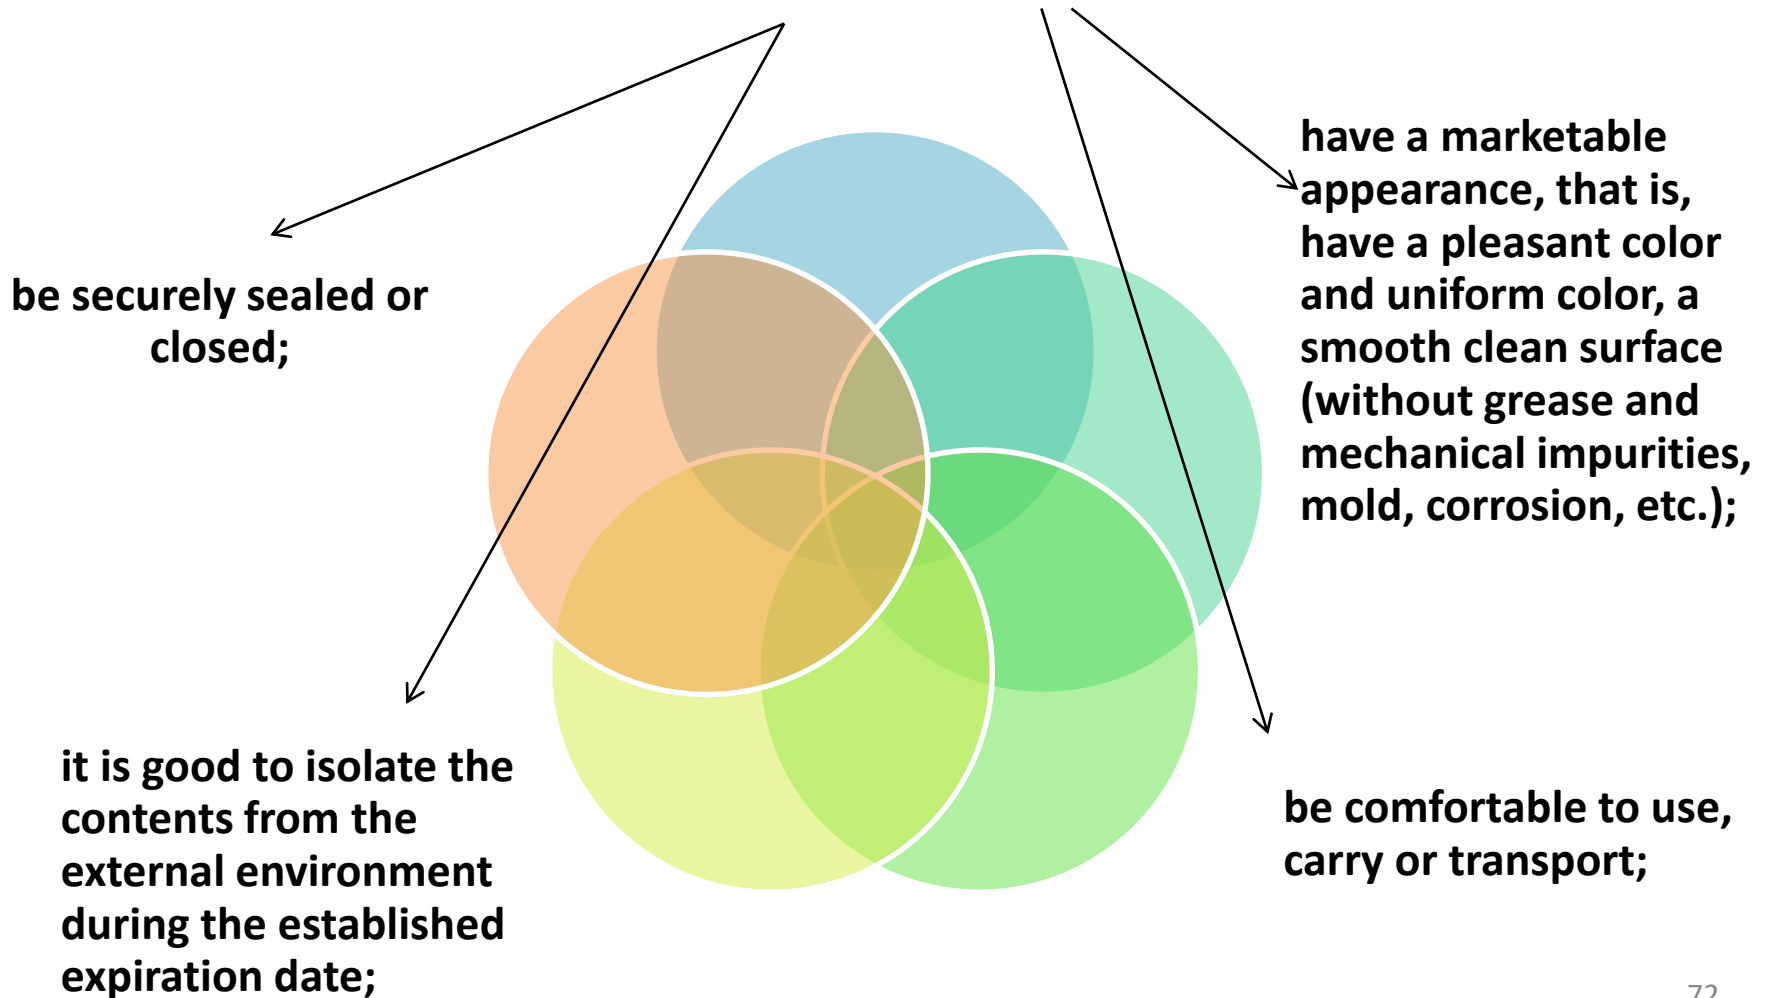 be securely sealed or
closed;
have a marketable
appearance, that is,
have a pleasant color
and uniform color, a
smooth clean surface
(without grease and
mechanical impurities,
mold, corrosion, etc.);
it is good to isolate the
contents from the
external environment
during the established
expiration date;
be comfortable to use,
carry or transport;
72